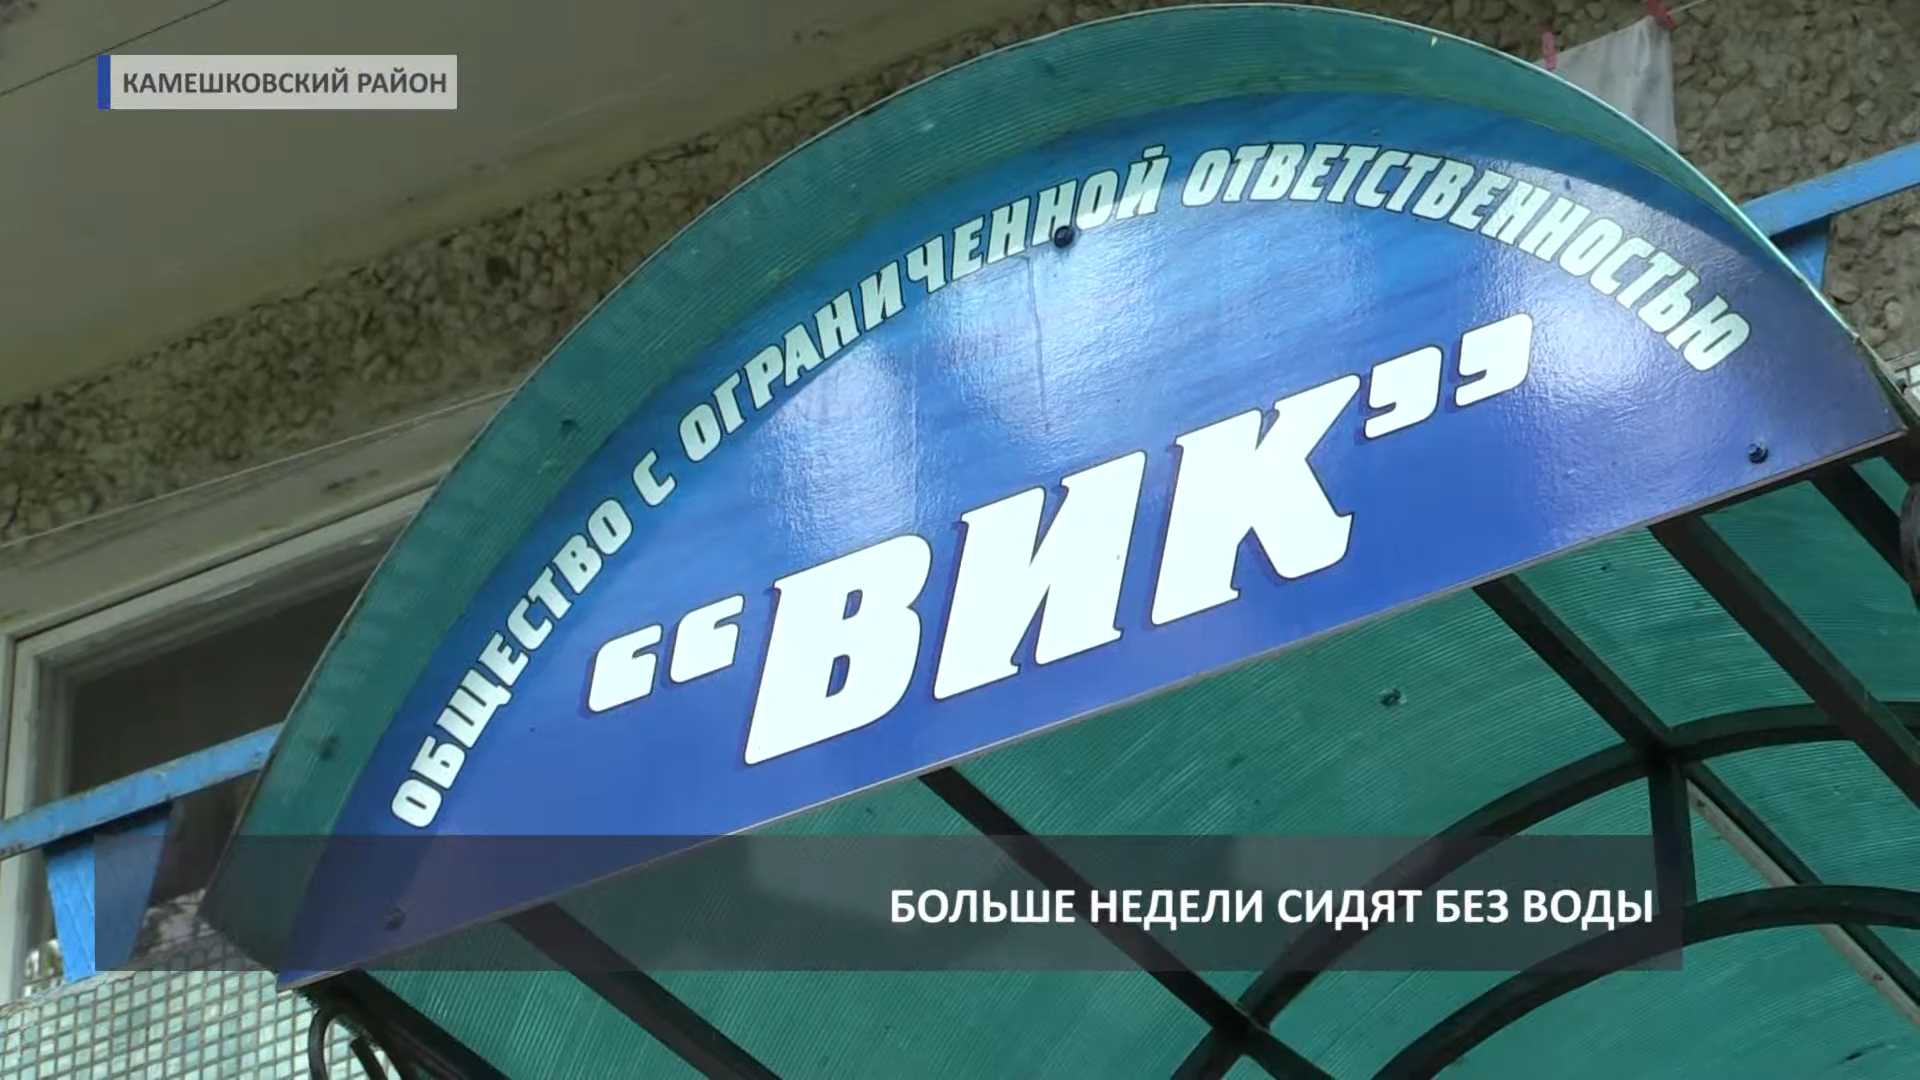 КАМЕШКОВСКИЙ РАЙОН
ОБЩЕСТВО С ОГРАНИЧЕННОЙ ОТВЕТСТВЕННОСТЬЮ
“ВИК”
БОЛЬШЕ НЕДЕЛИ СИДЯТ БЕЗ ВОДЫ